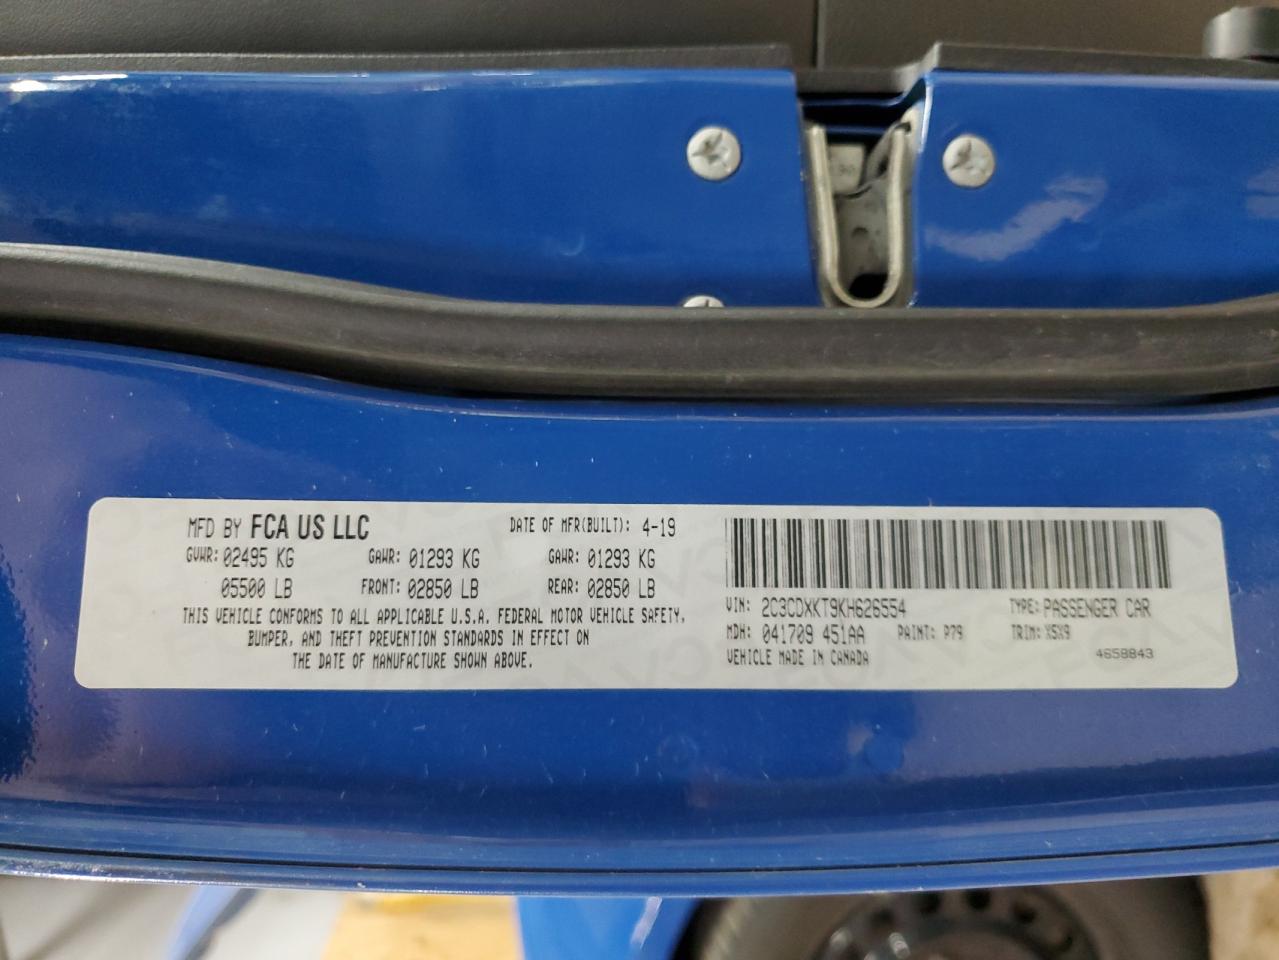 MFD BY FCA US LLC DATE OF MFR(BUILT): 4-19
GVWR: 02495 KG GAWR: 01293 KG GAWR: 01293 KG
05500 LB FRONT: 02850 LB REAR: 02850 LB
THIS VEHICLE CONFORMS TO ALL APPLICABLE U.S.A. FEDERAL MOTOR VEHICLE SAFETY,
BUMPER, AND THEFT PREVENTION STANDARDS IN EFFECT ON
THE DATE OF MANUFACTURE SHOWN ABOVE.
VIN: 2C3CDXKT9KH626554 TYPE: PASSENGER CAR
MDH: 041709 451AA PAINT: P79 TRIM: X5X9
VEHICLE MADE IN CANADA 4658843